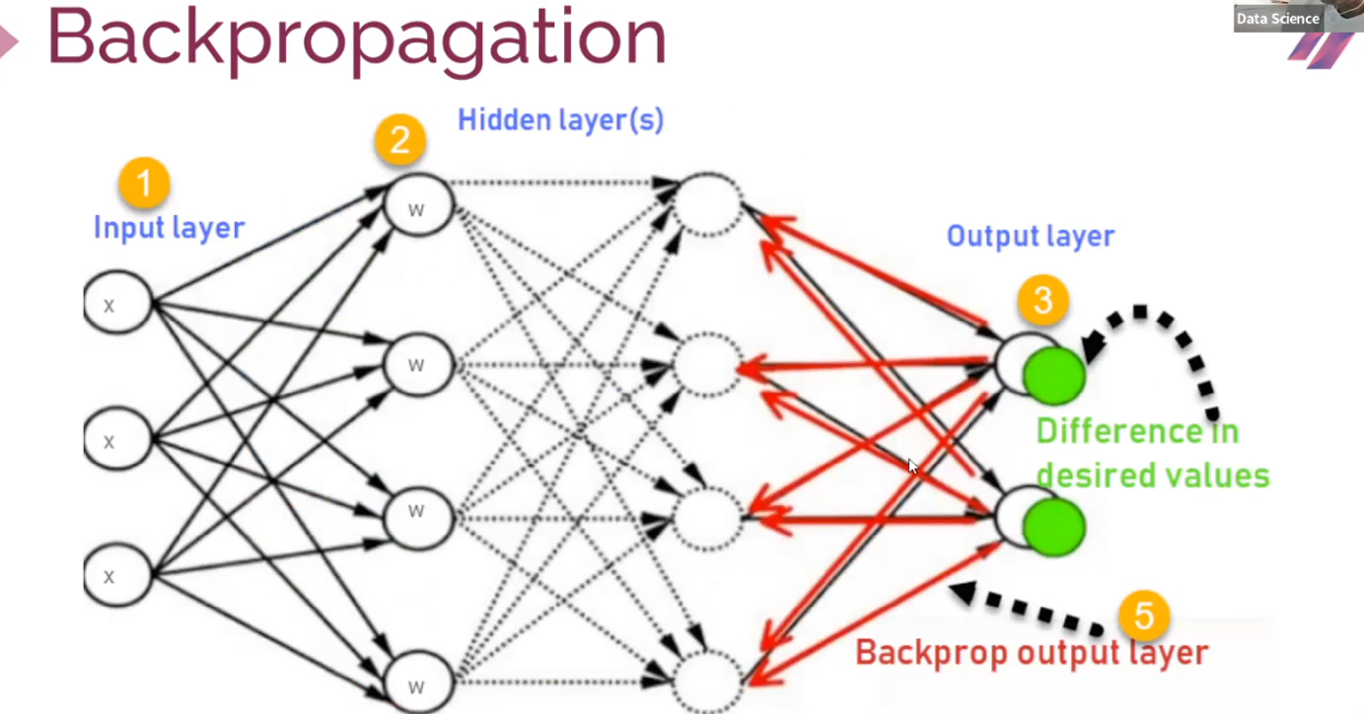 Backpropagation
Data Science
2
Hidden layer(s)
1
Input layer
Output layer
3
x
x
x
w
w
w
w
Difference in
desired values
5
Backprop output layer